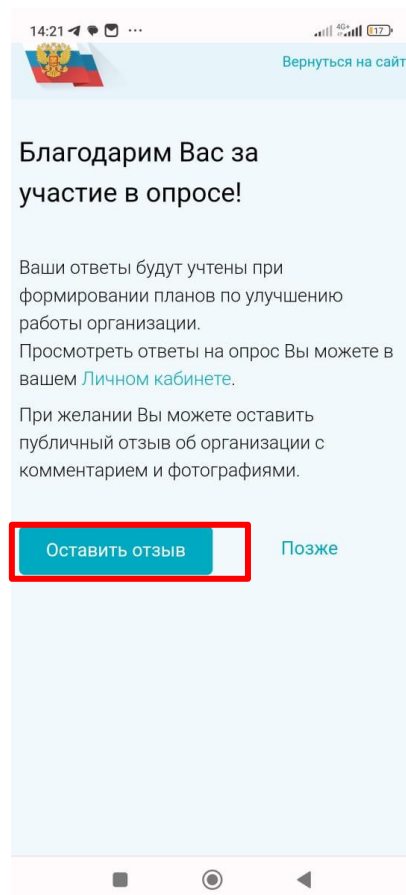 14:21 ... 4G+ 17
Вернуться на сайт
Благодарим Вас за
участие в опросе!
Ваши ответы будут учтены при
формировании планов по улучшению
работы организации.
Просмотреть ответы на опрос Вы можете в
вашем Личном кабинете.
При желании Вы можете оставить
публичный отзыв об организации с
комментарием и фотографиями.
Оставить отзыв Позже